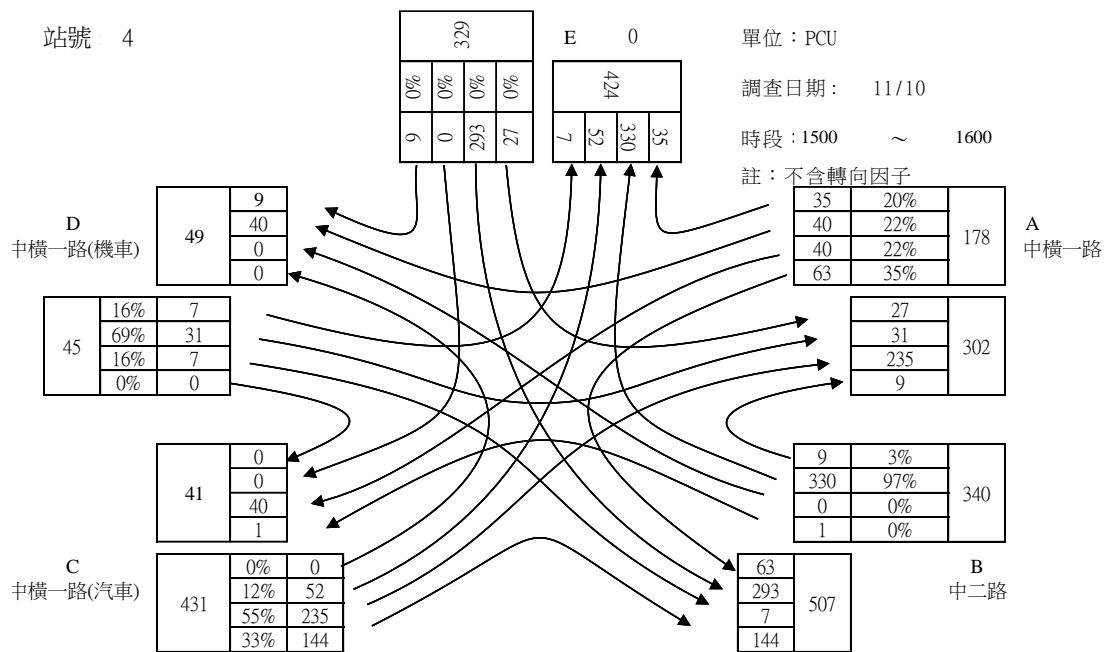 站號： 4
329
0% 0% 0% 0%
9 0 293 27
E 0
424
7 52 330 35
單位：PCU
調查日期： 11/10
時段：1500 ～ 1600
註：不含轉向因子
D
中橫一路(機車)
49
9
40
0
0
35 20%
40 22%
40 22%
63 35%
178
A
中橫一路
45
16% 7
69% 31
16% 7
0% 0
27
31
235
9
302
41
0
0
40
1
9 3%
330 97%
0 0%
1 0%
340
C
中橫一路(汽車)
431
0% 0
12% 52
55% 235
33% 144
63
293
7
144
507
B
中二路